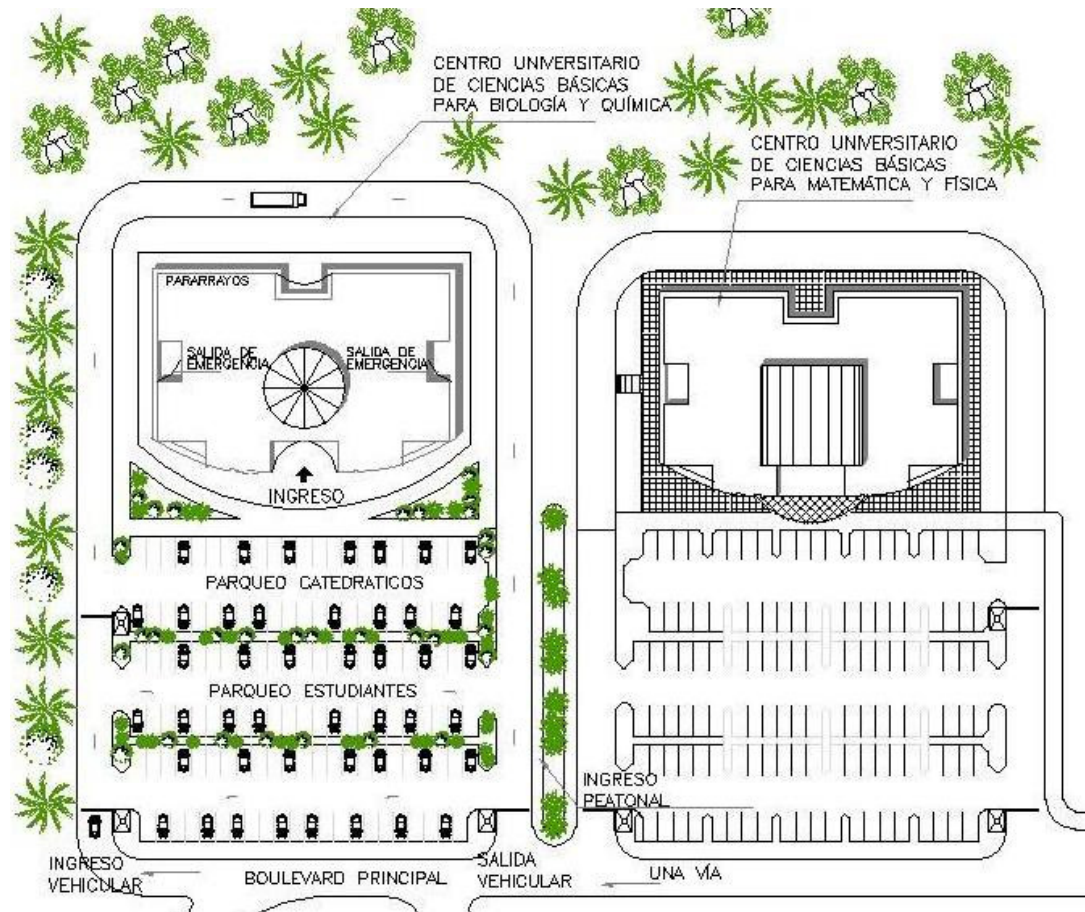 CENTRO UNIVERSITARIO
DE CIENCIAS BÁSICAS
PARA BIOLOGÍA Y QUÍMICA
CENTRO UNIVERSITARIO
DE CIENCIAS BÁSICAS
PARA MATEMÁTICA Y FÍSICA
PARARRAYOS
SALIDA DE
EMERGENCIA
SALIDA DE
EMERGENCIA
INGRESO
PARQUEO CATEDRATICOS
PARQUEO ESTUDIANTES
INGRESO
PEATONAL
INGRESO
VEHICULAR
BOULEVARD PRINCIPAL
SALIDA
VEHICULAR
UNA VÍA